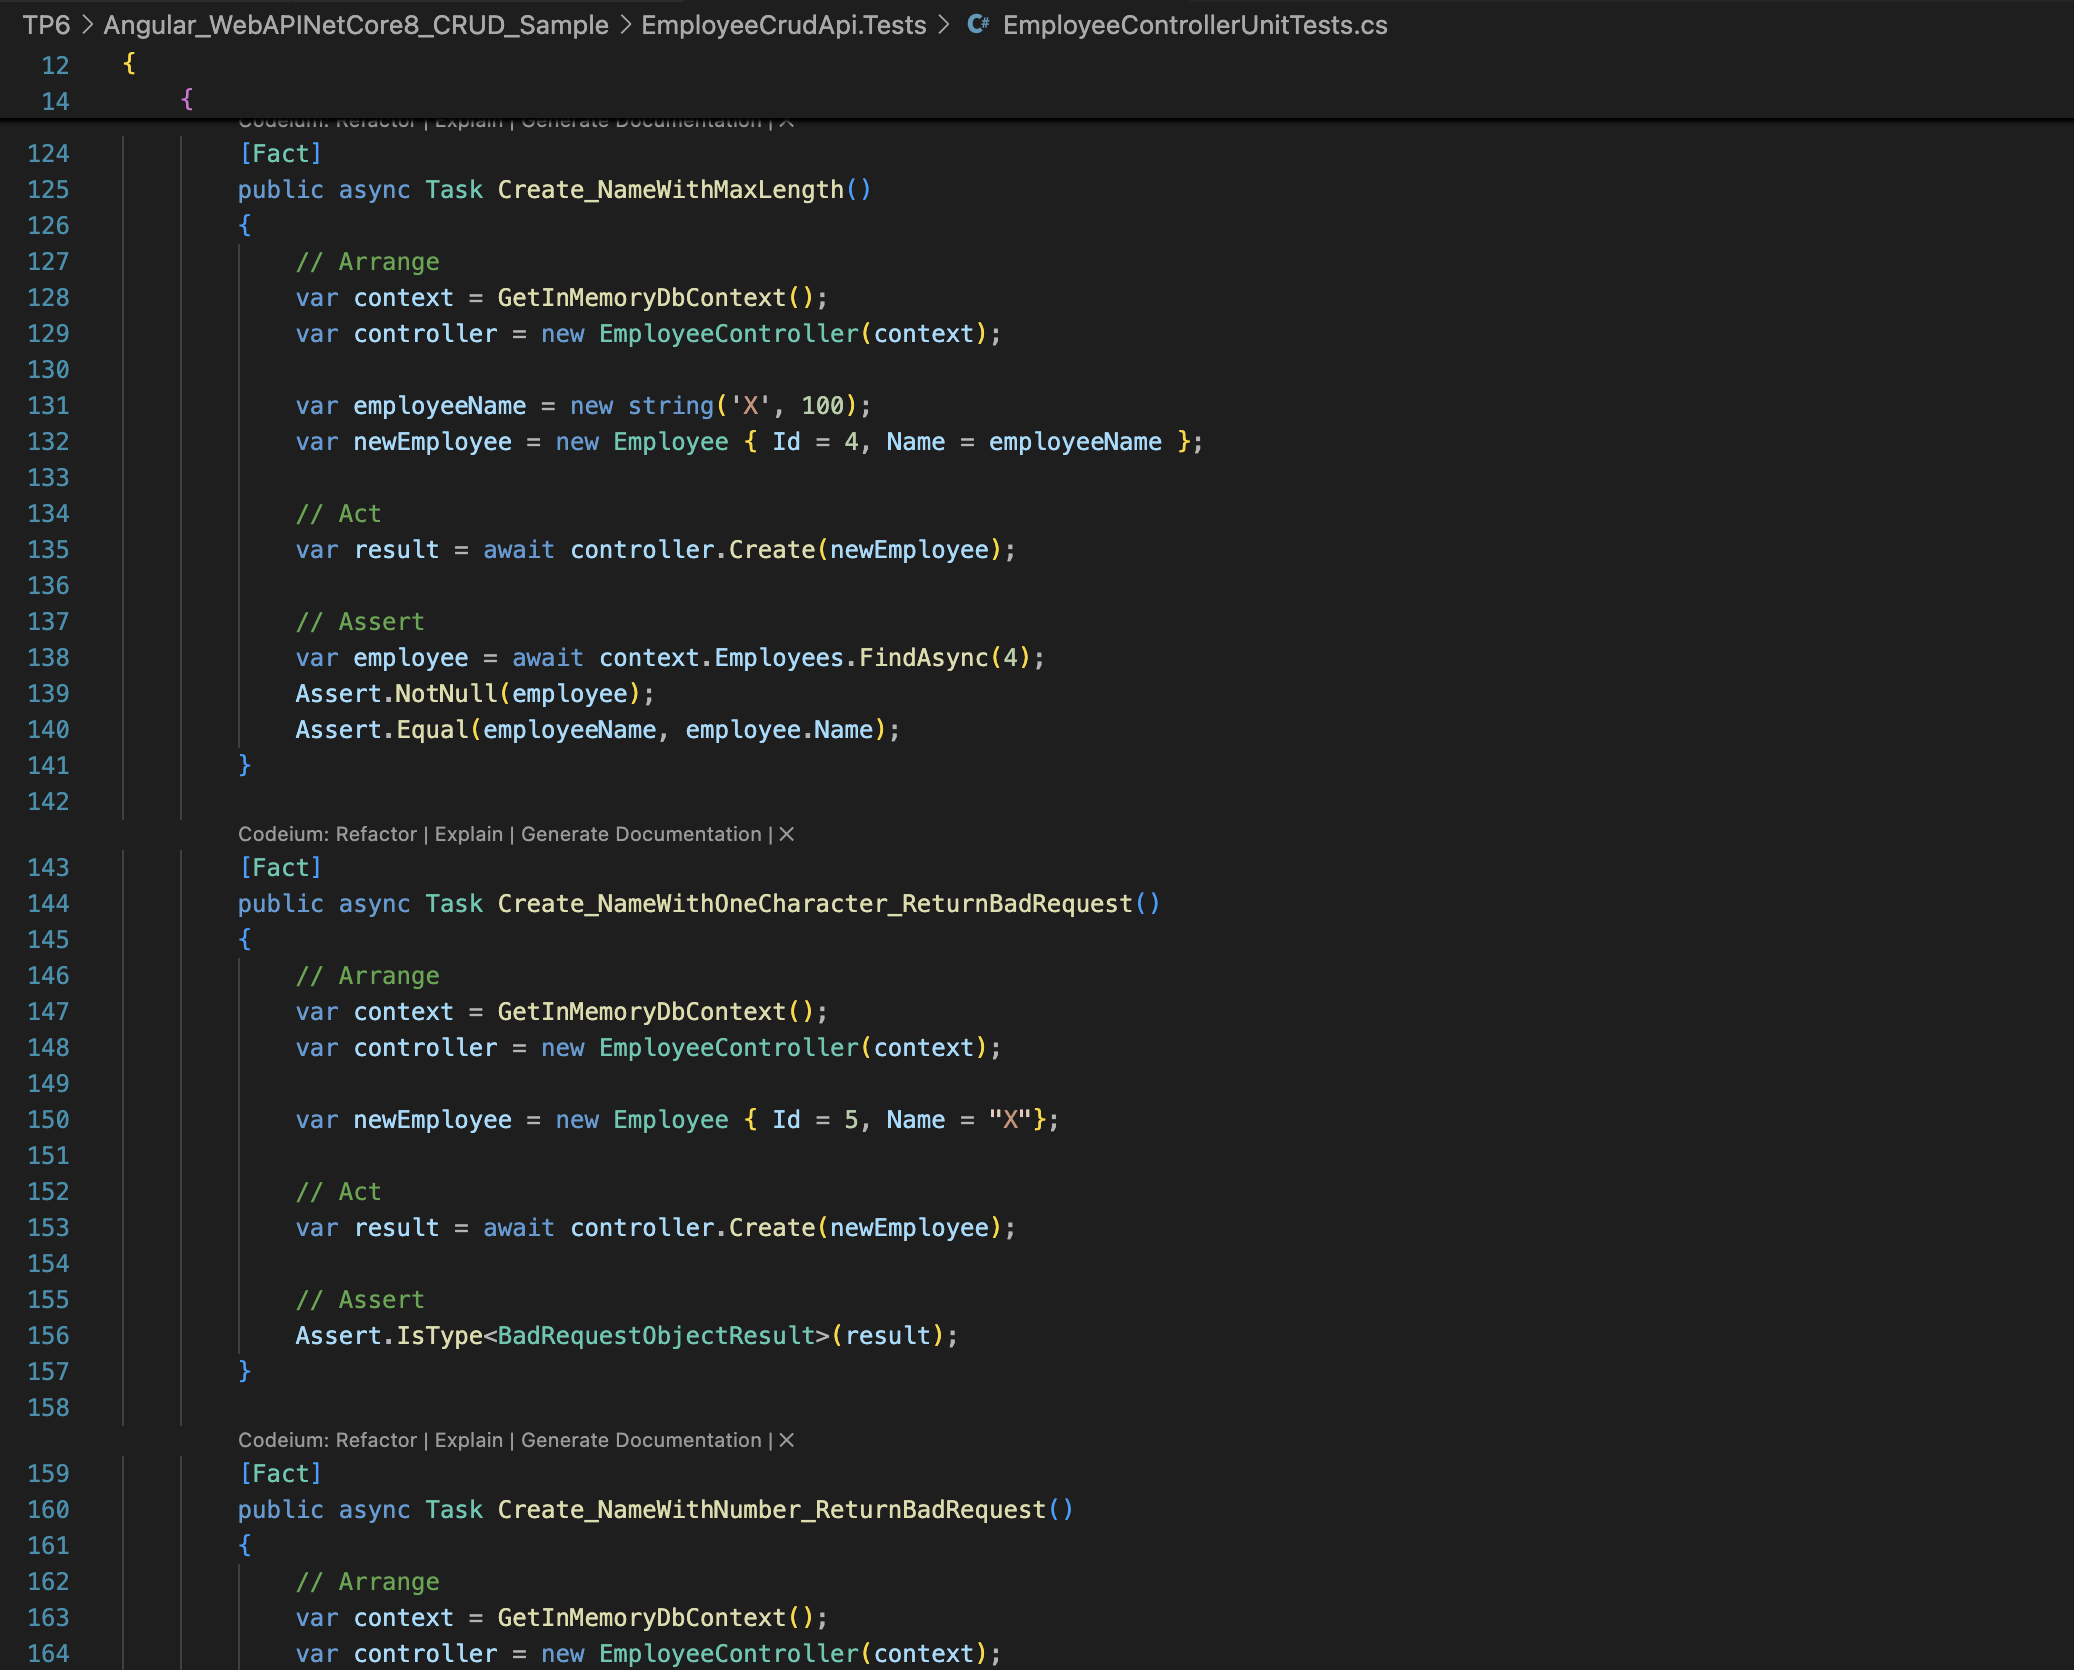 TP6 > Angular_WebAPINetCore8_CRUD_Sample > EmployeeCrudApi.Tests > C# EmployeeControllerUnitTests.cs
12 {
14 {
Codeium: Refactor | Explain | Generate Documentation | ×
124 [Fact]
125 public async Task Create_NameWithMaxLength()
126 {
127 // Arrange
128 var context = GetInMemoryDbContext();
129 var controller = new EmployeeController(context);
130
131 var employeeName = new string('X', 100);
132 var newEmployee = new Employee { Id = 4, Name = employeeName };
133
134 // Act
135 var result = await controller.Create(newEmployee);
136
137 // Assert
138 var employee = await context.Employees.FindAsync(4);
139 Assert.NotNull(employee);
140 Assert.Equal(employeeName, employee.Name);
141 }
142
Codeium: Refactor | Explain | Generate Documentation | ×
143 [Fact]
144 public async Task Create_NameWithOneCharacter_ReturnBadRequest()
145 {
146 // Arrange
147 var context = GetInMemoryDbContext();
148 var controller = new EmployeeController(context);
149
150 var newEmployee = new Employee { Id = 5, Name = "X"};
151
152 // Act
153 var result = await controller.Create(newEmployee);
154
155 // Assert
156 Assert.IsType<BadRequestObjectResult>(result);
157 }
158
Codeium: Refactor | Explain | Generate Documentation | ×
159 [Fact]
160 public async Task Create_NameWithNumber_ReturnBadRequest()
161 {
162 // Arrange
163 var context = GetInMemoryDbContext();
164 var controller = new EmployeeController(context);